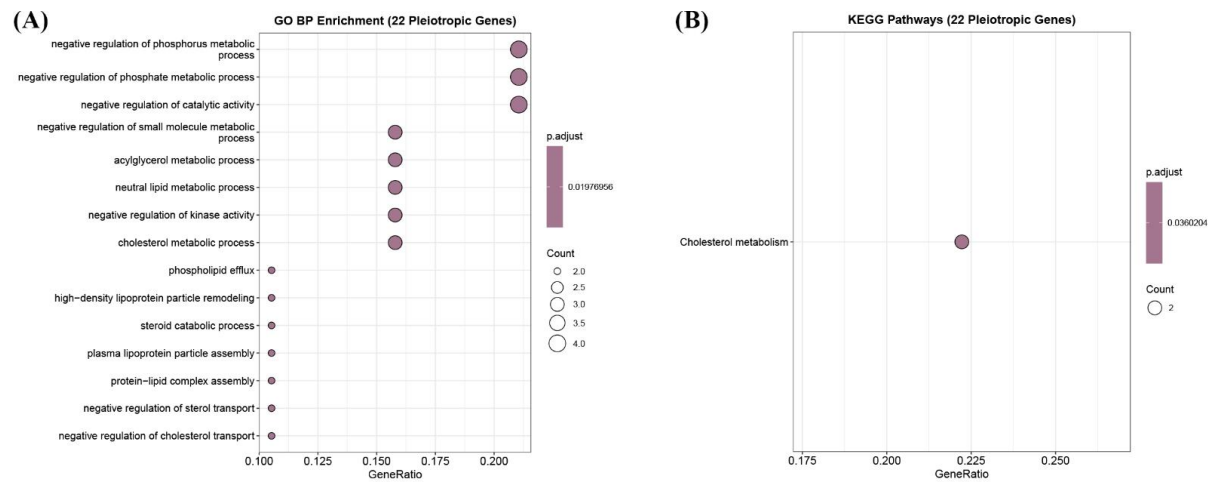 (A)
GO BP Enrichment (22 Pleiotropic Genes)
negative regulation of phosphorus metabolic
process
negative regulation of phosphate metabolic process
negative regulation of catalytic activity
negative regulation of small molecule metabolic
process
acylglycerol metabolic process
neutral lipid metabolic process
negative regulation of kinase activity
cholesterol metabolic process
phospholipid efflux
high−density lipoprotein particle remodeling
steroid catabolic process
plasma lipoprotein particle assembly
protein−lipid complex assembly
negative regulation of sterol transport
negative regulation of cholesterol transport
0.100 0.125 0.150 0.175 0.200
GeneRatio
p.adjust
0.01976956
Count
2.0
2.5
3.0
3.5
4.0
(B)
KEGG Pathways (22 Pleiotropic Genes)
Cholesterol metabolism
0.175 0.200 0.225 0.250
GeneRatio
p.adjust
0.0360204
Count
2